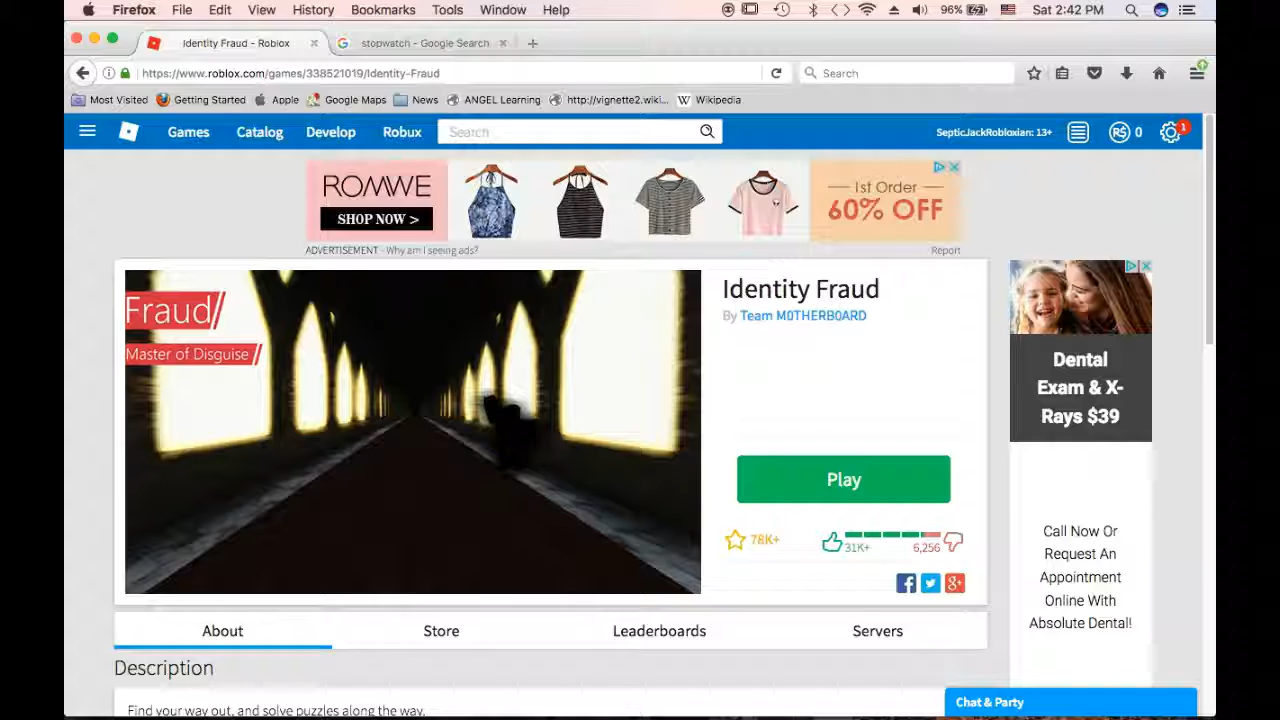 Firefox File Edit View History Bookmarks Tools Window Help 96% Sat 2:42 PM
Identity Fraud - Roblox stopwatch - Google Search
https://www.roblox.com/games/338521019/Identity-Fraud Search
Most Visited Getting Started Apple Google Maps News ANGEL Learning http://vignette2.wiki... Wikipedia
Games Catalog Develop Robux Search SepticJackRobloxian: 13+ R$ 0 1
ROMWE
SHOP NOW >
1st Order
60% OFF
ADVERTISEMENT - Why am I seeing ads? Report
Fraud/
Master of Disguise /
Identity Fraud
By Team M0THERB0ARD
Play
78K+ 31K+ 6,256
Dental
Exam & X-
Rays $39
Call Now Or
Request An
Appointment
Online With
Absolute Dental!
About Store Leaderboards Servers
Description
Find your way out, and solve puzzles along the way.
Chat & Party